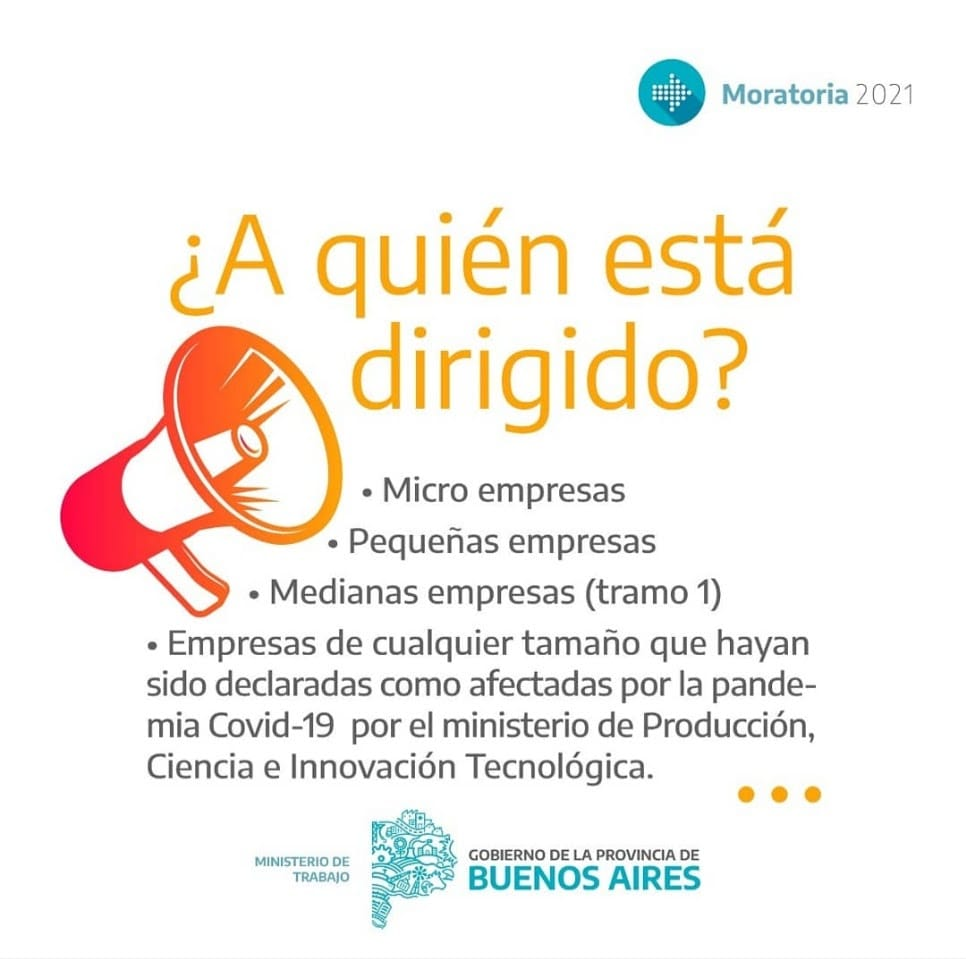 Moratoria 2021
¿A quién está
dirigido?
• Micro empresas
• Pequeñas empresas
• Medianas empresas (tramo 1)
• Empresas de cualquier tamaño que hayan
sido declaradas como afectadas por la pande-
mia Covid-19 por el ministerio de Producción,
Ciencia e Innovación Tecnológica.
MINISTERIO DE
TRABAJO
GOBIERNO DE LA PROVINCIA DE
BUENOS AIRES